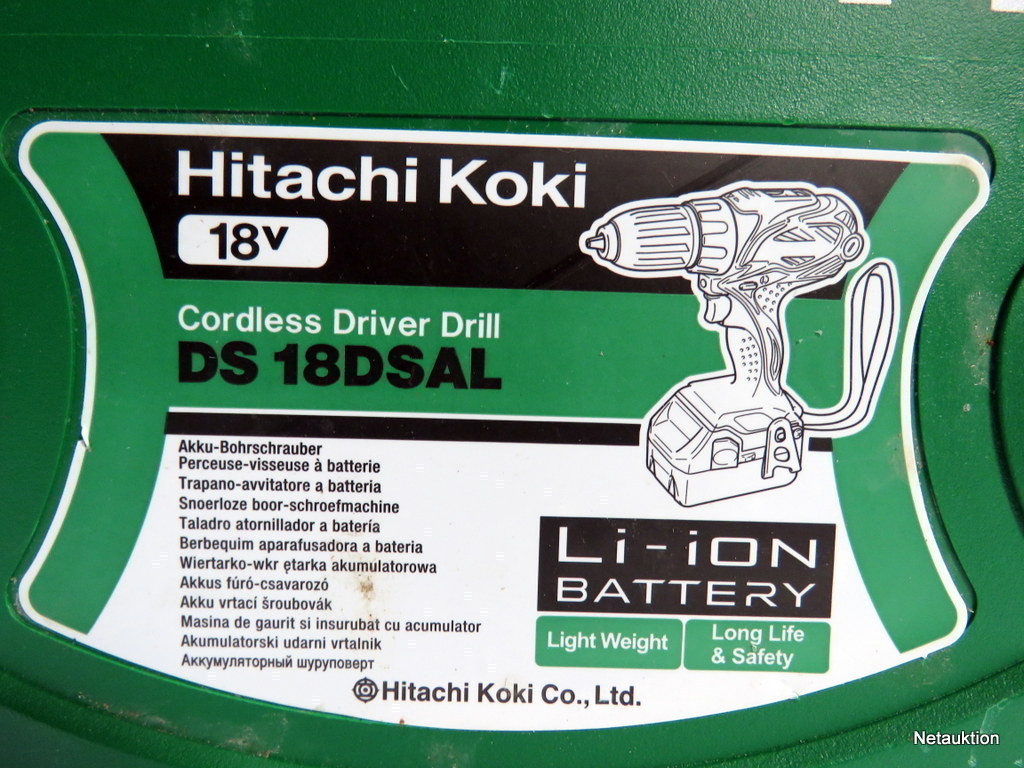 Hitachi Koki
18V
Cordless Driver Drill
DS 18DSAL
Akku-Bohrschrauber
Perceuse-visseuse à batterie
Trapano-avvitatore a batteria
Snoerloze boor-schroefmachine
Taladro atornillador a batería
Berbequim aparafusadora a bateria
Wiertarko-wkr ętarka akumulatorowa
Akkus fúró-csavarozó
Akku vrtací šroubovák
Masina de gaurit si insurubat cu acumulator
Akumulatorski udarni vrtalnik
Аккумуляторный шуруповерт
Li-ion
BATTERY
Light Weight
Long Life
& Safety
Hitachi Koki Co., Ltd.
Netauktion